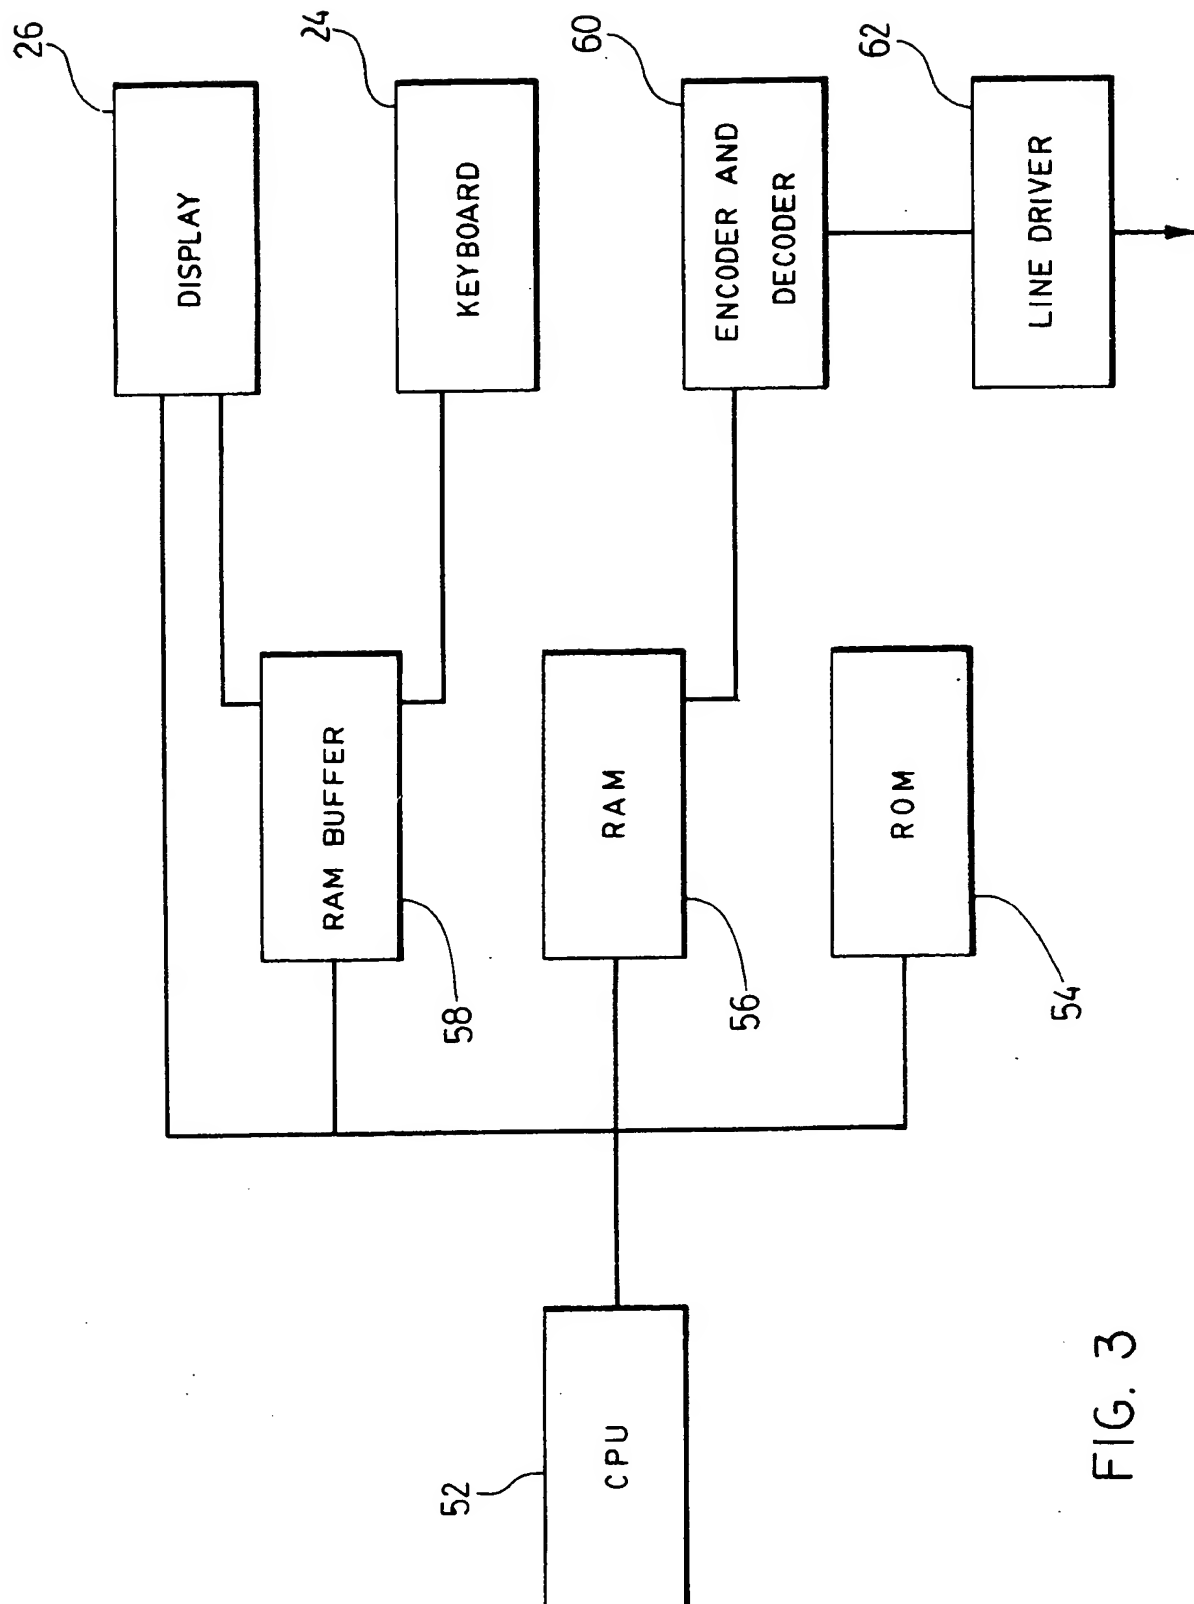 26
DISPLAY
24
KEYBOARD
60
ENCODER AND
DECODER
62
LINE DRIVER
RAM BUFFER
58
RAM
56
ROM
54
CPU
52
FIG. 3